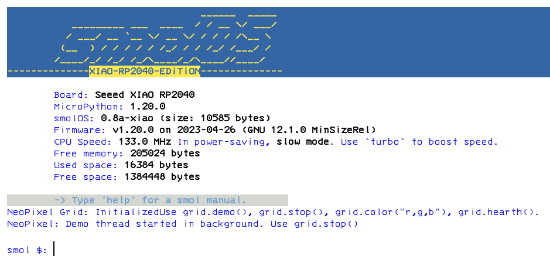 XIAO-RP2040-EDITION
Board: Seeed XIAO RP2040
MicroPython: 1.20.0
smolOS: 0.8a-xiao (size: 10585 bytes)
Firmware: v1.20.0 on 2023-04-26 (GNU 12.1.0 MinSizeRel)
CPU Speed: 133.0 MHz In power-saving, slow mode. Use `turbo` to boost speed.
Free memory: 205024 bytes
Used space: 16384 bytes
Free space: 1384448 bytes
-> Type 'help' for a smol manual.
NeoPixel Grid: InitializedUse grid.demo(), grid.stop(), grid.color("r,g,b"), grid.hearth().
NeoPixel: Demo thread started in background. Use grid.stop()
smol $: